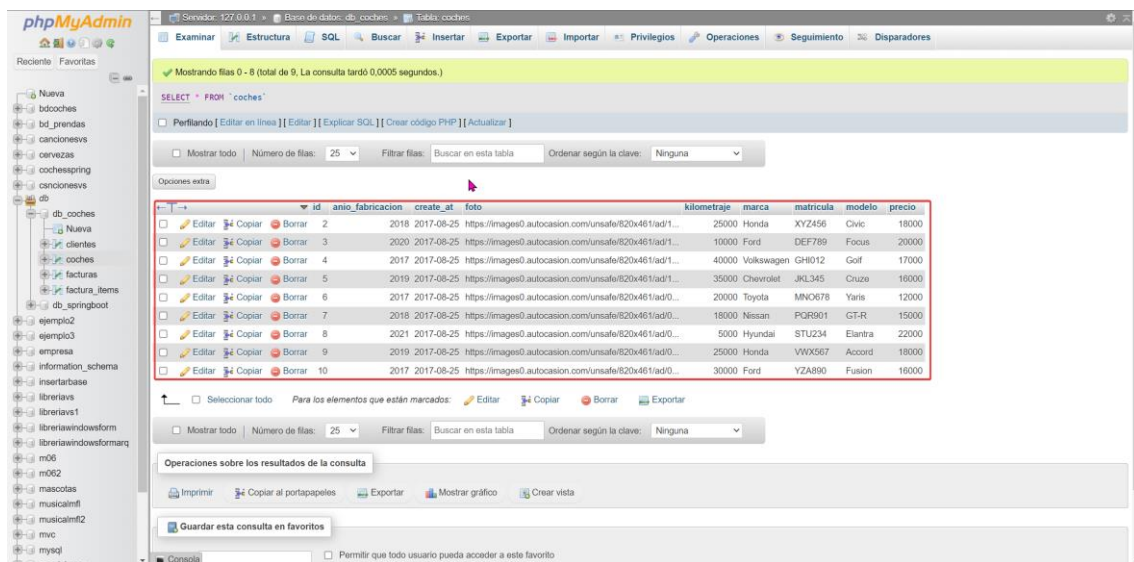 phpMyAdmin
Reciente Favoritas
Nueva
bdcoches
bd_prendas
cancionesvs
cervezas
cochesspring
csncionesvs
db
db_coches
Nueva
clientes
coches
facturas
factura_items
db_springboot
ejemplo2
ejemplo3
empresa
information_schema
insertarbase
libreriavs
libreriavs1
libreriawindowsform
libreriawindowsformarq
m06
m062
mascotas
musicalmfl
musicalmfl2
mvc
mysql
Servidor: 127.0.0.1 » Base de datos: db_coches » Tabla: coches
Examinar Estructura SQL Buscar Insertar Exportar Importar Privilegios Operaciones Seguimiento Disparadores
Mostrando filas 0 - 8 (total de 9, La consulta tardó 0,0005 segundos.)
SELECT * FROM `coches`
Perfilando [ Editar en línea ] [ Editar ] [ Explicar SQL ] [ Crear código PHP ] [ Actualizar ]
Mostrar todo | Número de filas: 25 Filtrar filas: Buscar en esta tabla Ordenar según la clave: Ninguna
Opciones extra
←T→ id anio_fabricacion create_at foto kilometraje marca matricula modelo precio
Editar Copiar Borrar 2 2018 2017-08-25 https://images0.autocasion.com/unsafe/820x461/ad/1... 25000 Honda XYZ456 Civic 18000
Editar Copiar Borrar 3 2020 2017-08-25 https://images0.autocasion.com/unsafe/820x461/ad/1... 10000 Ford DEF789 Focus 20000
Editar Copiar Borrar 4 2017 2017-08-25 https://images0.autocasion.com/unsafe/820x461/ad/1... 40000 Volkswagen GHI012 Golf 17000
Editar Copiar Borrar 5 2019 2017-08-25 https://images0.autocasion.com/unsafe/820x461/ad/1... 35000 Chevrolet JKL345 Cruze 16000
Editar Copiar Borrar 6 2017 2017-08-25 https://images0.autocasion.com/unsafe/820x461/ad/0... 20000 Toyota MNO678 Yaris 12000
Editar Copiar Borrar 7 2018 2017-08-25 https://images0.autocasion.com/unsafe/820x461/ad/0... 18000 Nissan PQR901 GT-R 15000
Editar Copiar Borrar 8 2021 2017-08-25 https://images0.autocasion.com/unsafe/820x461/ad/0... 5000 Hyundai STU234 Elantra 22000
Editar Copiar Borrar 9 2019 2017-08-25 https://images0.autocasion.com/unsafe/820x461/ad/0... 25000 Honda VWX567 Accord 18000
Editar Copiar Borrar 10 2017 2017-08-25 https://images0.autocasion.com/unsafe/820x461/ad/0... 30000 Ford YZA890 Fusion 16000
Seleccionar todo Para los elementos que están marcados: Editar Copiar Borrar Exportar
Mostrar todo | Número de filas: 25 Filtrar filas: Buscar en esta tabla Ordenar según la clave: Ninguna
Operaciones sobre los resultados de la consulta
Imprimir Copiar al portapapeles Exportar Mostrar gráfico Crear vista
Guardar esta consulta en favoritos
Consola Permitir que todo usuario pueda acceder a este favorito